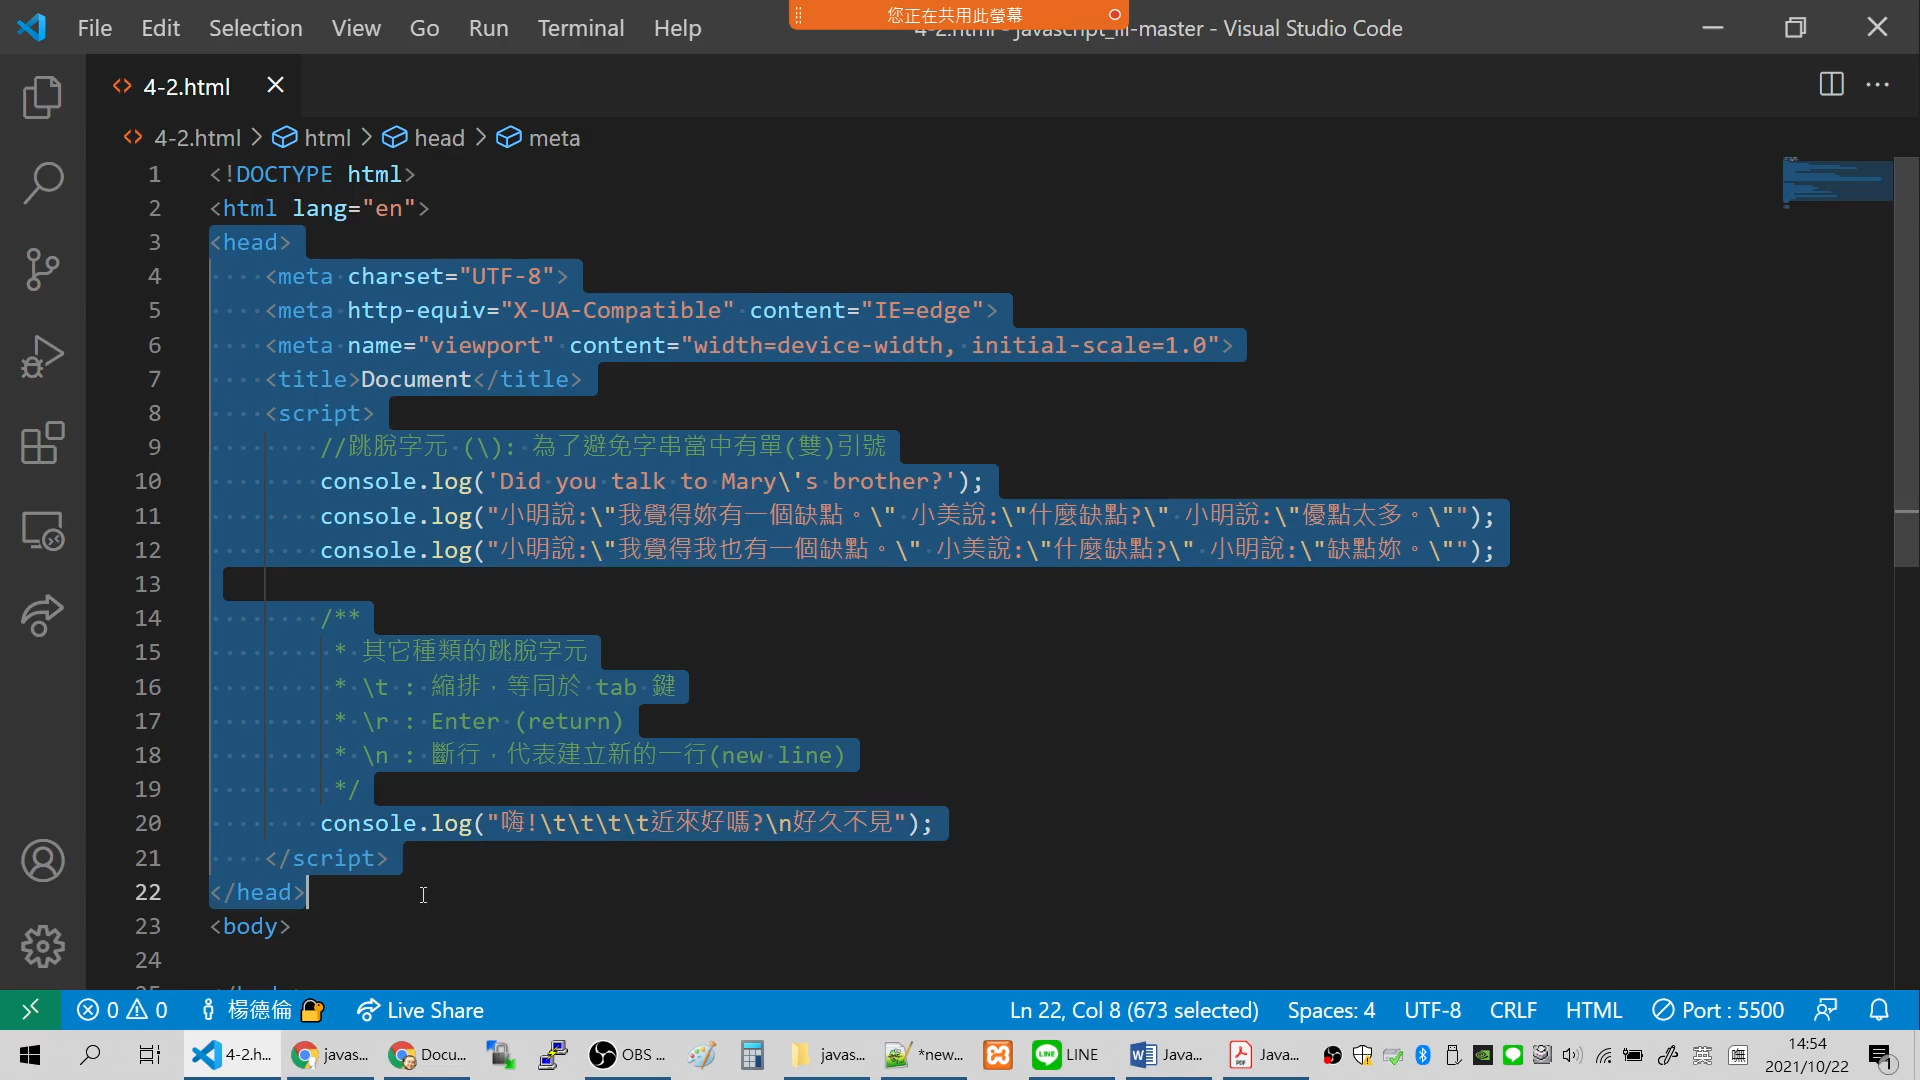 File Edit Selection View Go Run Terminal Help
您正在共用此螢幕
4-2.html - javascript_iii-master - Visual Studio Code
4-2.html
4-2.html > html > head > meta
1 <!DOCTYPE html>
2 <html lang="en">
3 <head>
4 <meta charset="UTF-8">
5 <meta http-equiv="X-UA-Compatible" content="IE=edge">
6 <meta name="viewport" content="width=device-width, initial-scale=1.0">
7 <title>Document</title>
8 <script>
9 //跳脫字元 (\): 為了避免字串當中有單(雙)引號
10 console.log('Did you talk to Mary\'s brother?');
11 console.log("小明說:\"我覺得妳有一個缺點。\" 小美說:\"什麼缺點?\" 小明說:\"優點太多。\"");
12 console.log("小明說:\"我覺得我也有一個缺點。\" 小美說:\"什麼缺點?\" 小明說:\"缺點妳。\"");
13
14 /**
15 * 其它種類的跳脫字元
16 * \t : 縮排，等同於 tab 鍵
17 * \r : Enter (return)
18 * \n : 斷行，代表建立新的一行(new line)
19 */
20 console.log("嗨!\t\t\t\t近來好嗎?\n好久不見");
21 </script>
22 </head>
23 <body>
24
0 0 楊德倫 Live Share Ln 22, Col 8 (673 selected) Spaces: 4 UTF-8 CRLF HTML Port : 5500
4-2.h... javas... Docu... OBS ... javas... *new... LINE Java... Java... 英 14:54
2021/10/22 1